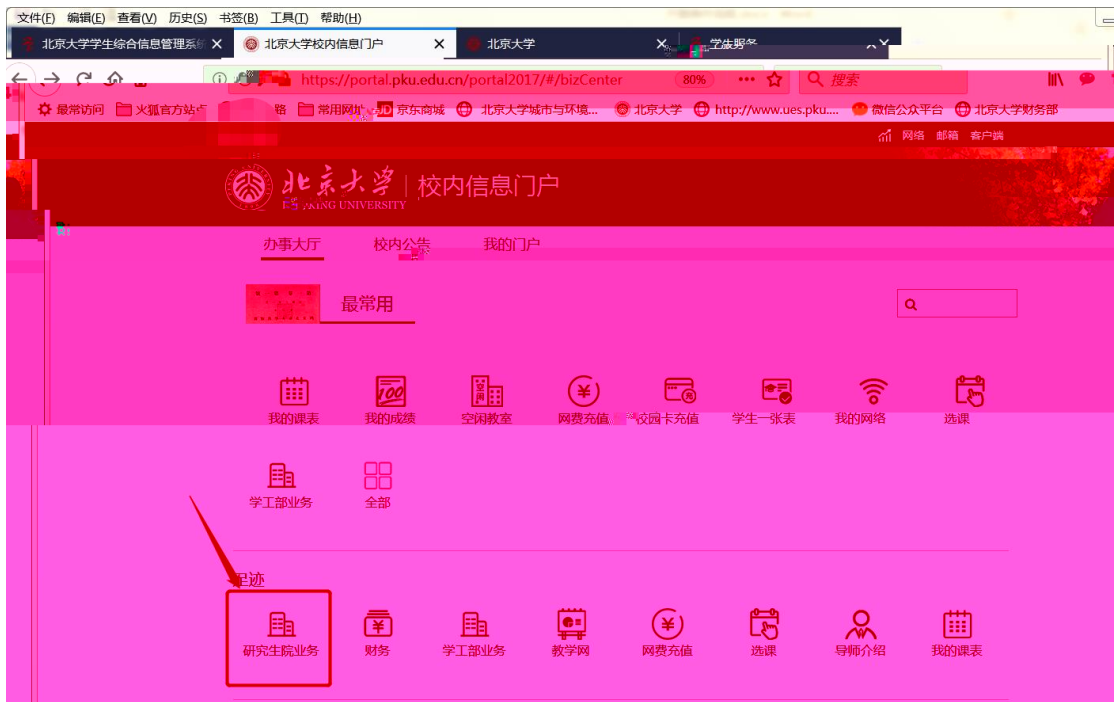 文件(F) 编辑(E) 查看(V) 历史(S) 书签(B) 工具(T) 帮助(H)
北京大学学生综合信息管理系统 北京大学校内信息门户 北京大学
https://portal.pku.edu.cn/portal2017/#/bizCenter 80% 搜索
最常访问 火狐官方站点 常用网址 JD 京东商城 北京大学城市与环境... 北京大学 http://www.ues.pku.... 微信公众平台 北京大学财务部
网络 邮箱 客户端
北京大学 校内信息门户
UNIVERSITY
办事大厅 校内公告 我的门户
最常用
我的课表 我的成绩 空闲教室 网费充值 校园卡充值 学生一张表 我的网络 选课
学工部业务 全部
足迹
研究生院业务 财务 学工部业务 教学网 网费充值 选课 导师介绍 我的课表